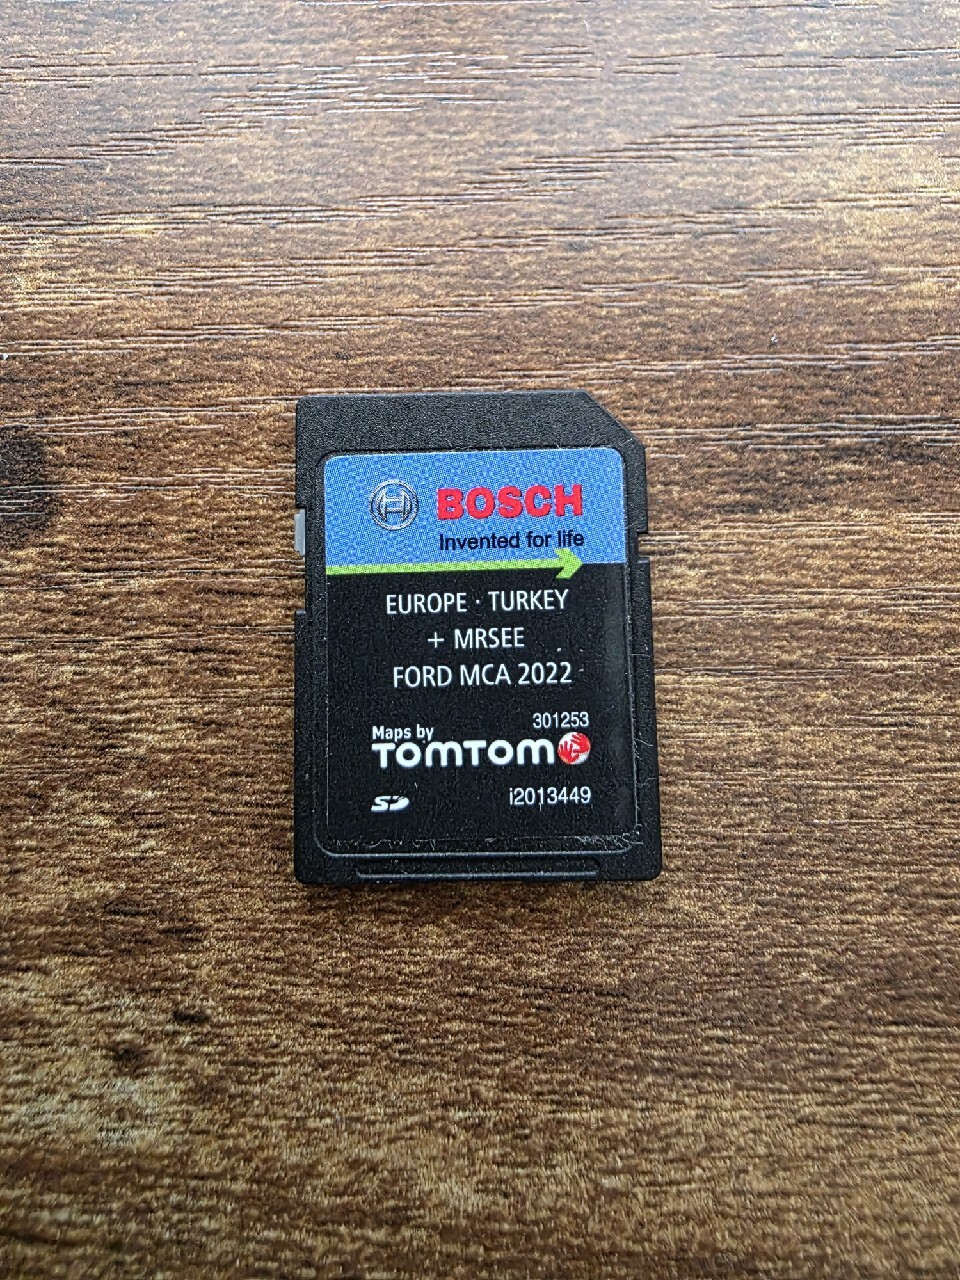 BOSCH
Invented for life
EUROPE · TURKEY
+ MRSEE
FORD MCA 2022
301253
Maps by
TOMTOM
SD
i2013449